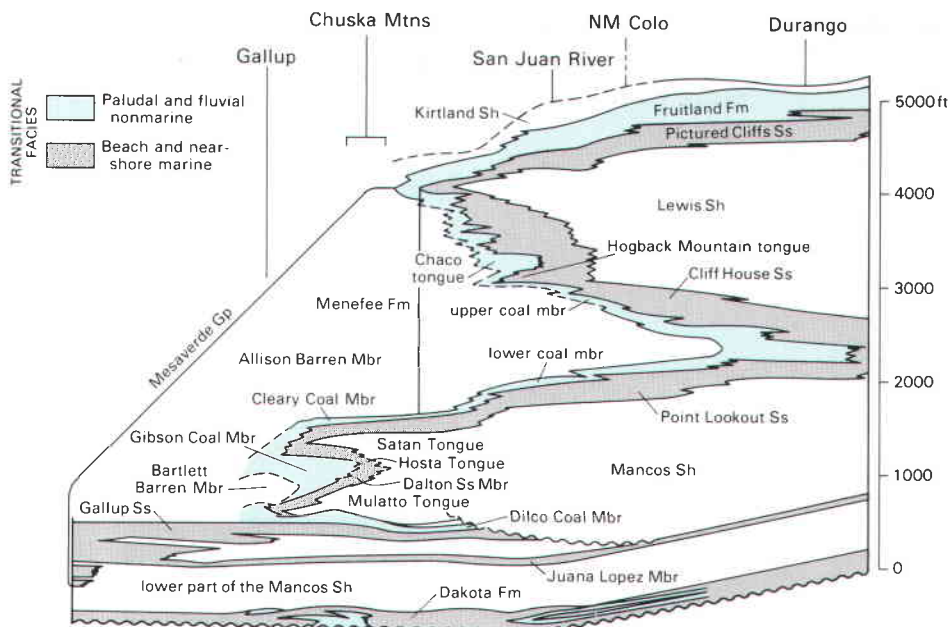 Chuska Mtns
NM Colo
Durango
Gallup
San Juan River
TRANSITIONAL
FACIES
Paludal and fluvial
nonmarine
Beach and near-
shore marine
Kirtland Sh
Fruitland Fm
Pictured Cliffs Ss
5000 ft
4000
Lewis Sh
Hogback Mountain tongue
Chaco
tongue
Cliff House Ss
3000
Menefee Fm
upper coal mbr
Mesaverde Gp
Allison Barren Mbr
lower coal mbr
2000
Cleary Coal Mbr
Point Lookout Ss
Gibson Coal Mbr
Satan Tongue
Hosta Tongue
Mancos Sh
Bartlett
Barren Mbr
Dalton Ss Mbr
1000
Mulatto Tongue
Gallup Ss
Dilco Coal Mbr
Juana Lopez Mbr
0
lower part of the Mancos Sh
Dakota Fm